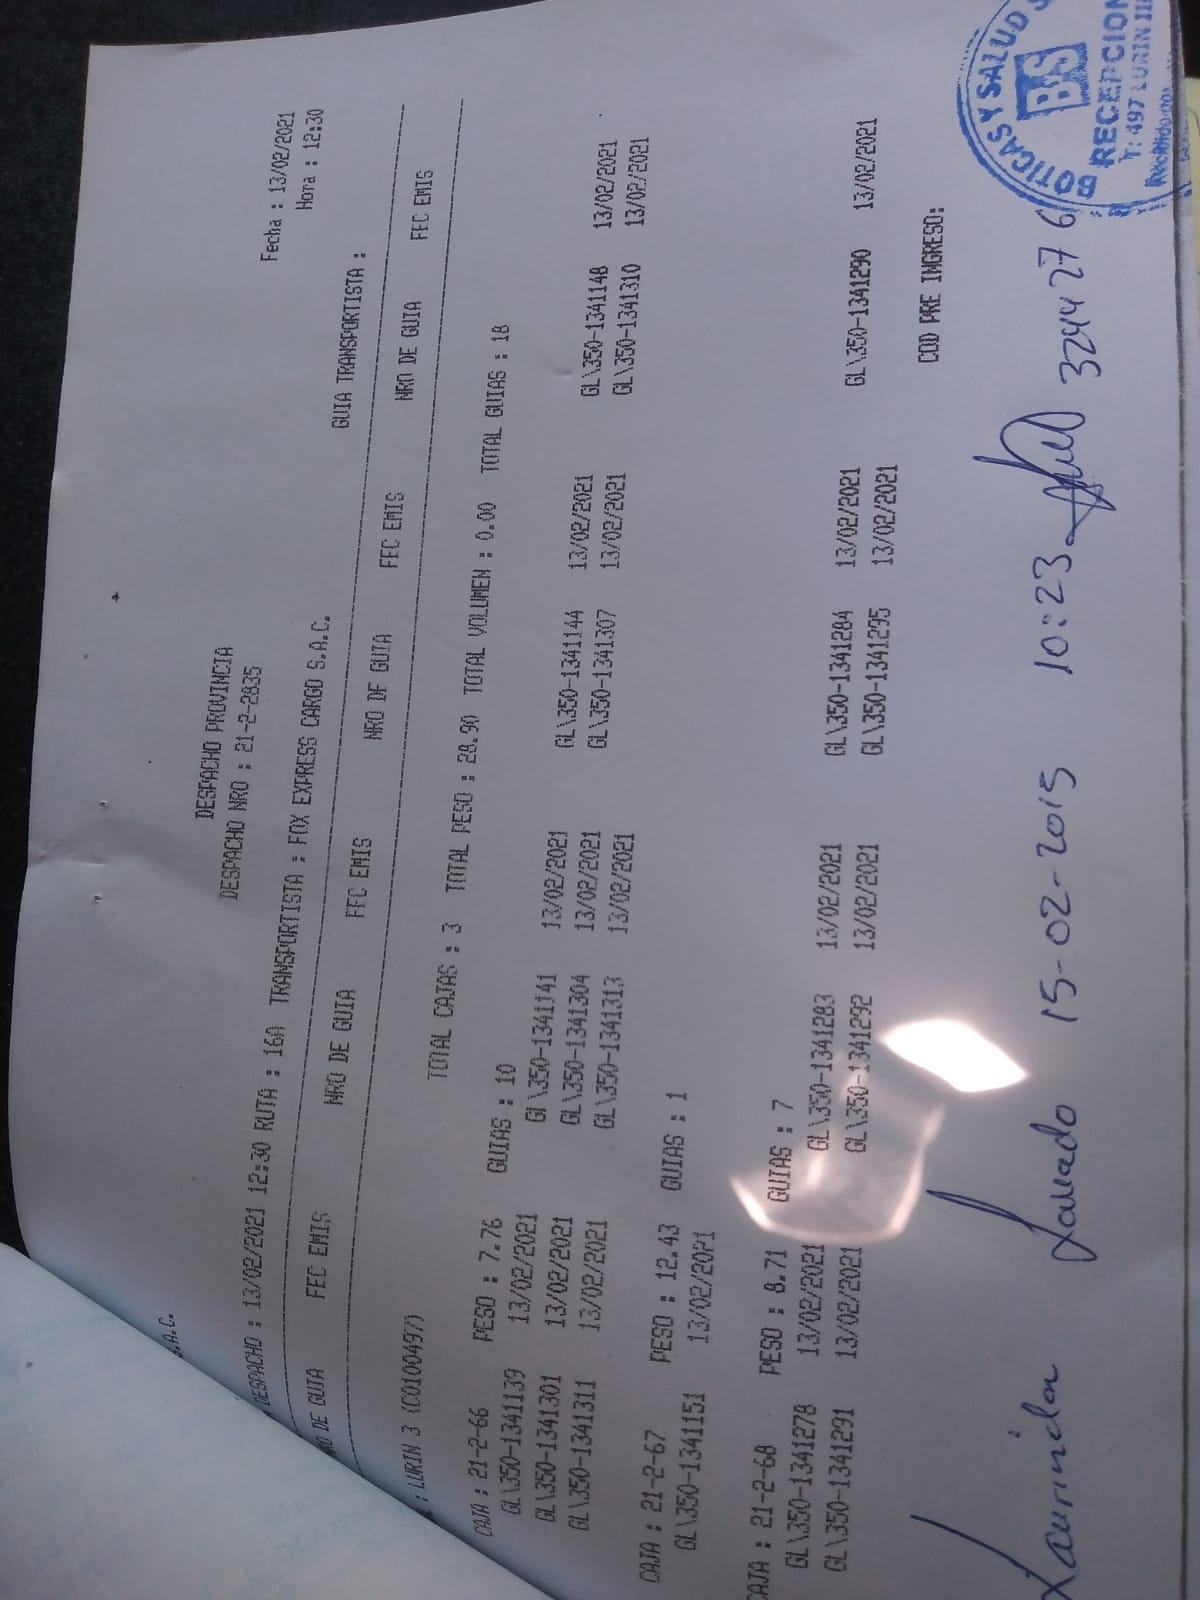 S.A.C.
Fecha : 13/02/2021
Hora : 12:30
DESPACHO PROVINCIA
DESPACHO NRO : 21-2-2835
DESPACHO : 13/02/2021 12:30 RUTA : 16A TRANSPORTISTA : FOX EXPRESS CARGO S.A.C. GUIA TRANSPORTISTA :
NRO DE GUIA FEC EMIS NRO DE GUIA FEC EMIS NRO DE GUIA FEC EMIS NRO DE GUIA FEC EMIS
: LURIN 3 (C0100497)
TOTAL CAJAS : 3 TOTAL PESO : 28.90 TOTAL VOLUMEN : 0.00 TOTAL GUIAS : 18
CAJA : 21-2-66 PESO : 7.76 GUIAS : 10
GL\350-1341139 13/02/2021 GL\350-1341141 13/02/2021 GL\350-1341144 13/02/2021 GL\350-1341148 13/02/2021
GL\350-1341301 13/02/2021 GL\350-1341304 13/02/2021 GL\350-1341307 13/02/2021 GL\350-1341310 13/02/2021
GL\350-1341311 13/02/2021 GL\350-1341313 13/02/2021
CAJA : 21-2-67 PESO : 12.43 GUIAS : 1
GL\350-1341151 13/02/2021
CAJA : 21-2-68 PESO : 8.71 GUIAS : 7
GL\350-1341278 13/02/2021 GL\350-1341283 13/02/2021 GL\350-1341284 13/02/2021 GL\350-1341290 13/02/2021
GL\350-1341291 13/02/2021 GL\350-1341292 13/02/2021 GL\350-1341295 13/02/2021
COD PRE INGRESO:
15-02-2015 10:23
BOTICAS Y SALUD
BS
RECEPCION
T: 497 LURIN III